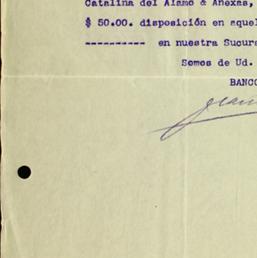 Catalina del Alamo & Anexas,
$ 50.00. disposición en aquel
---------- en nuestra Sucur
Somos de Ud.
BANCO